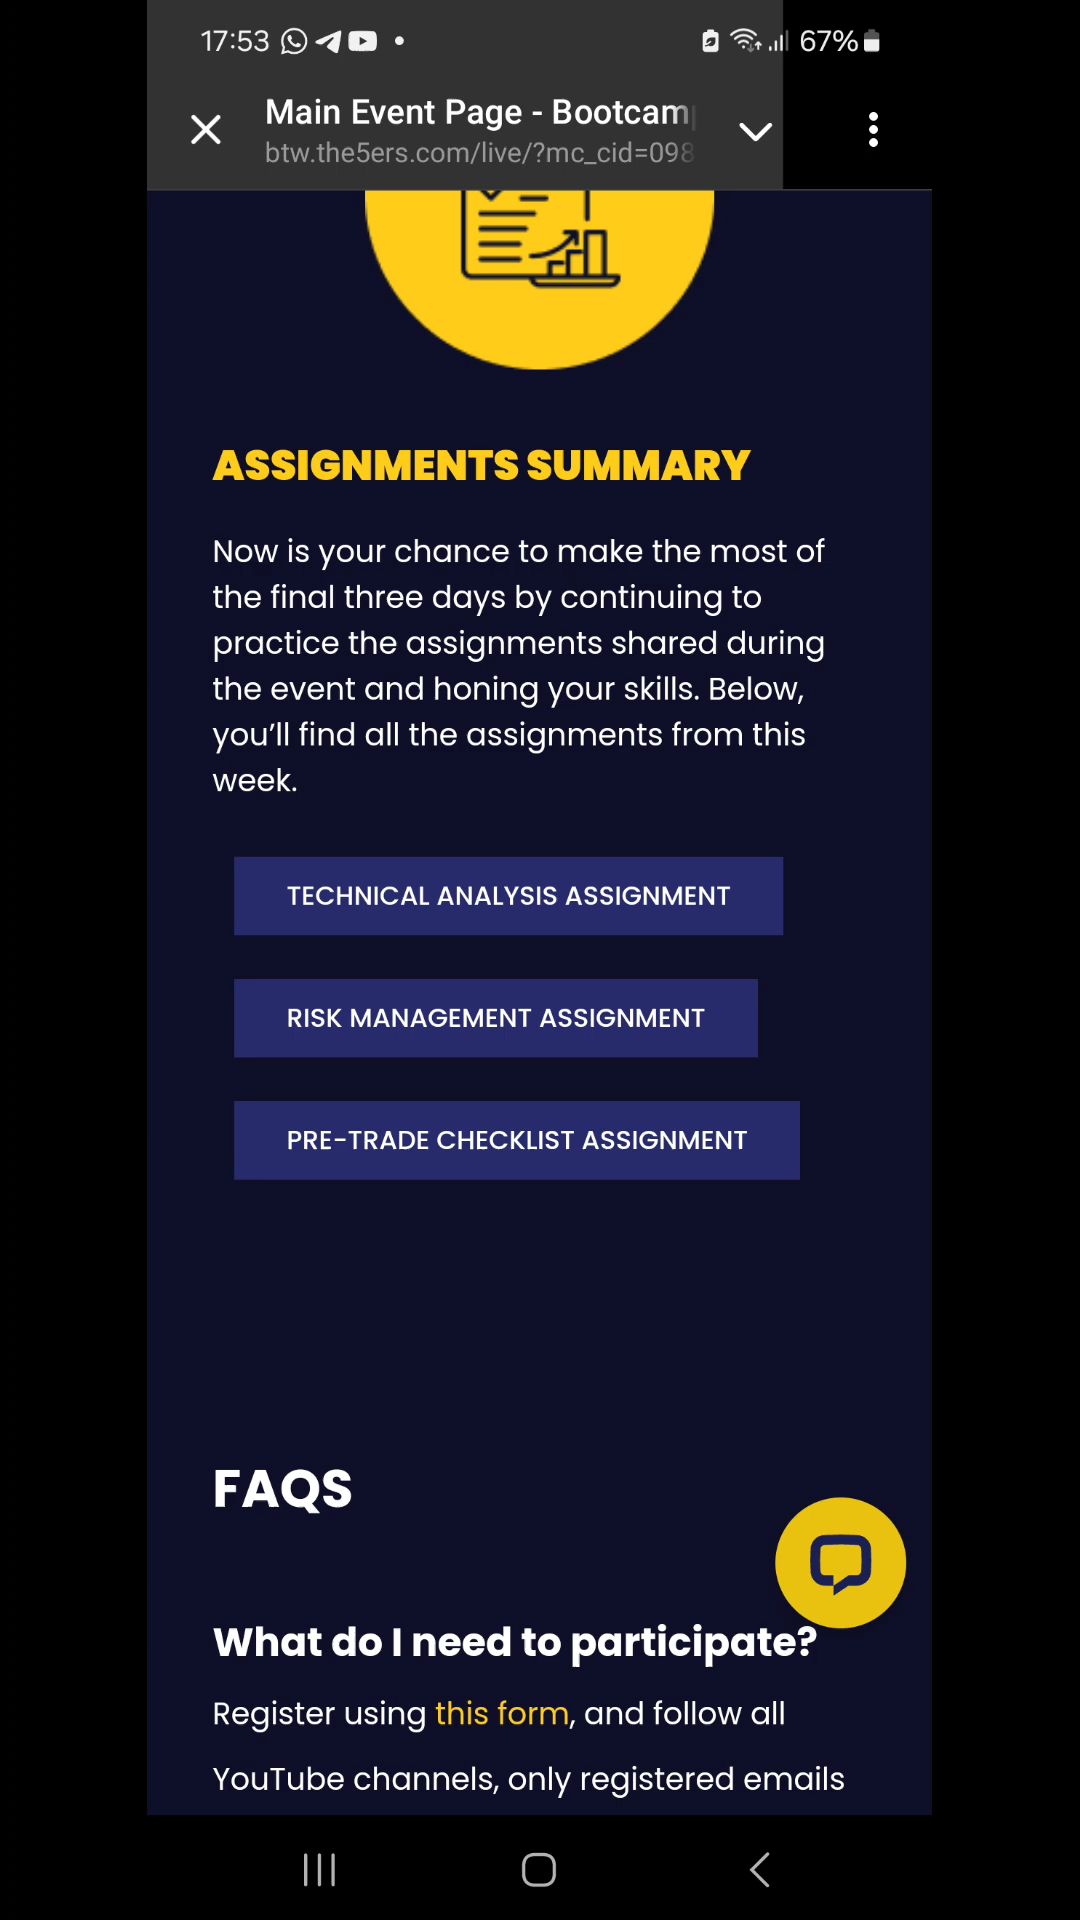 17:53
67%
Main Event Page - Bootcam
btw.the5ers.com/live/?mc_cid=098
ASSIGNMENTS SUMMARY
Now is your chance to make the most of
the final three days by continuing to
practice the assignments shared during
the event and honing your skills. Below,
you’ll find all the assignments from this
week.
TECHNICAL ANALYSIS ASSIGNMENT
RISK MANAGEMENT ASSIGNMENT
PRE-TRADE CHECKLIST ASSIGNMENT
FAQS
What do I need to participate?
Register using this form, and follow all
YouTube channels, only registered emails